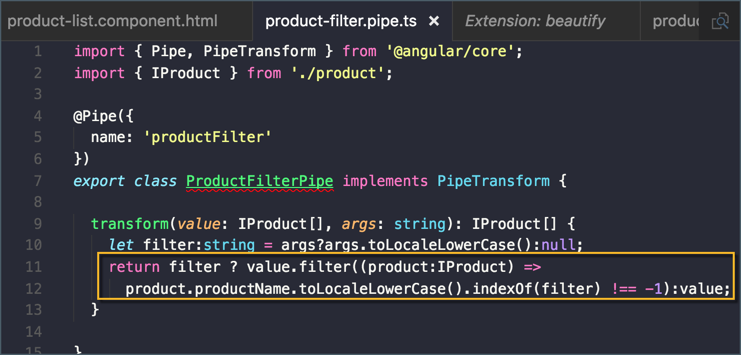 product-list.component.html product-filter.pipe.ts × Extension: beautify produc
1 import { Pipe, PipeTransform } from '@angular/core';
2 import { IProduct } from './product';
3
4 @Pipe({
5 name: 'productFilter'
6 })
7 export class ProductFilterPipe implements PipeTransform {
8
9 transform(value: IProduct[], args: string): IProduct[] {
10 let filter:string = args?args.toLocaleLowerCase():null;
11 return filter ? value.filter((product:IProduct) =>
12 product.productName.toLocaleLowerCase().indexOf(filter) !== -1):value;
13 }
14
15 }